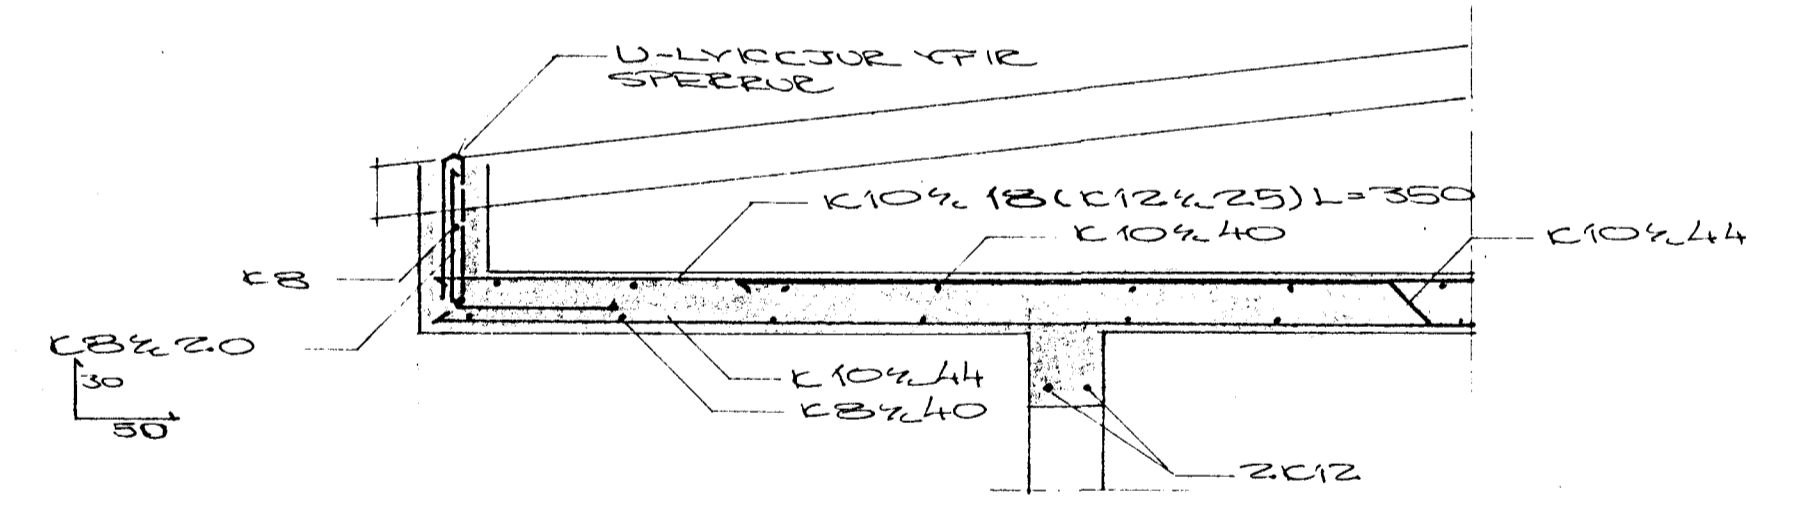 U-LYKKJUR YFIR
SPERRUR
K10 ℅ 18 (K12 ℅ 25) L=350
K10 ℅ 40
K10 ℅ 44
K8
K8 ℅ 20
30
50
K10 ℅ 44
K8 ℅ 40
2K12